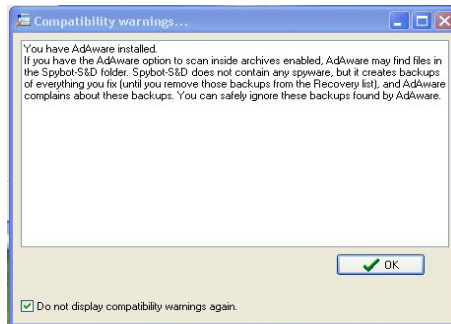 Compatibility warnings...
You have AdAware installed.
If you have the AdAware option to scan inside archives enabled, AdAware may find files in
the Spybot-S&D folder. Spybot-S&D does not contain any spyware, but it creates backups
of everything you fix (until you remove those backups from the Recovery list), and AdAware
complains about these backups. You can safely ignore these backups found by AdAware.
OK
Do not display compatibility warnings again.